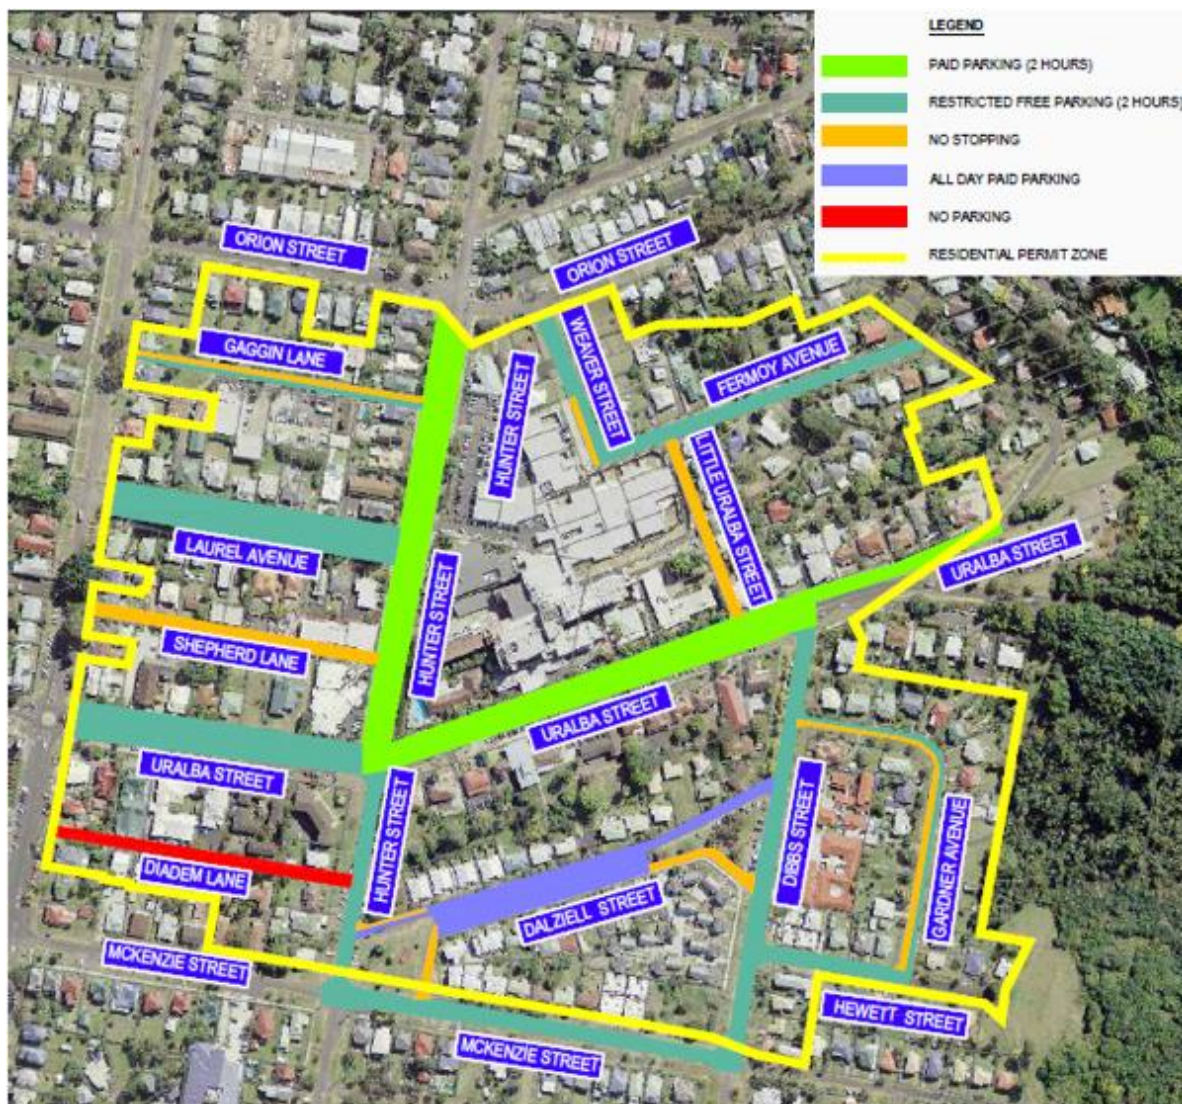 LEGEND
PAID PARKING (2 HOURS)
RESTRICTED FREE PARKING (2 HOURS)
NO STOPPING
ALL DAY PAID PARKING
NO PARKING
RESIDENTIAL PERMIT ZONE
ORION STREET
ORION STREET
GAGGIN LANE
HUNTER STREET
WEAVER STREET
FERMOY AVENUE
LITTLE URALBA STREET
LAUREL AVENUE
HUNTER STREET
URALBA STREET
SHEPHERD LANE
URALBA STREET
URALBA STREET
HUNTER STREET
DIBBS STREET
GARDNER AVENUE
DIADEM LANE
DALZIELL STREET
MCKENZIE STREET
HEWETT STREET
MCKENZIE STREET